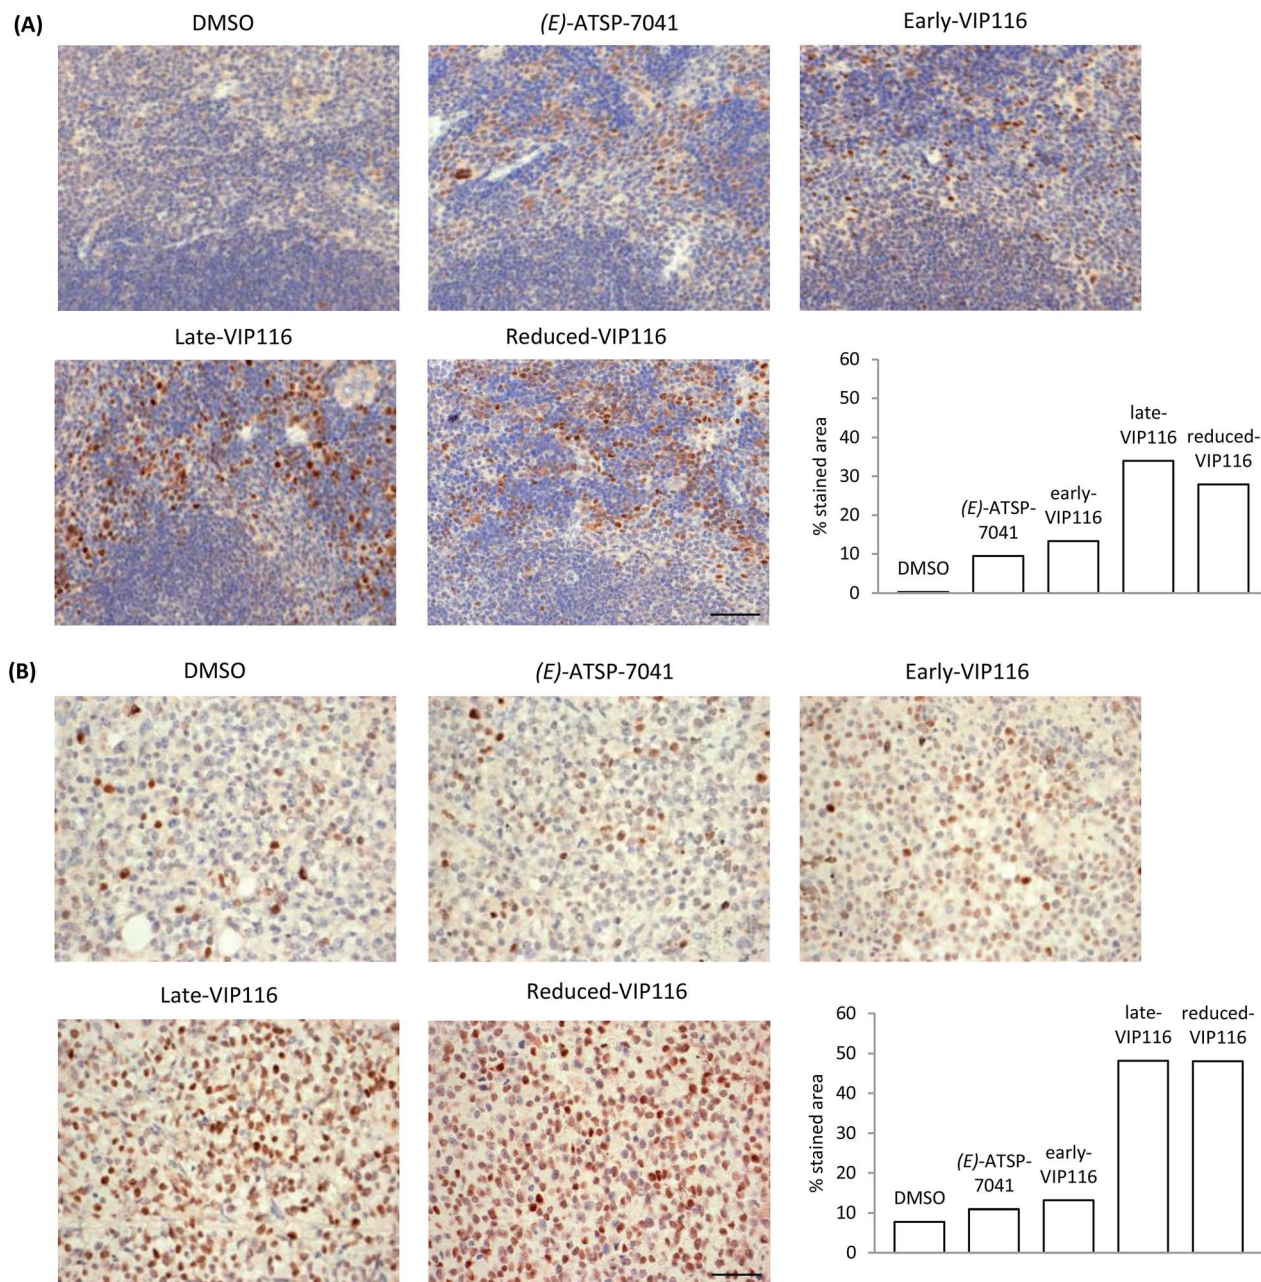 (A)
DMSO
(E)-ATSP-7041
Early-VIP116
Late-VIP116
Reduced-VIP116
% stained area
60
50
40
30
20
10
0
DMSO
(E)-ATSP-
7041
early-
VIP116
late-
VIP116
reduced-
VIP116
(B)
DMSO
(E)-ATSP-7041
Early-VIP116
Late-VIP116
Reduced-VIP116
% stained area
60
50
40
30
20
10
0
DMSO
(E)-ATSP-
7041
early-
VIP116
late-
VIP116
reduced-
VIP116